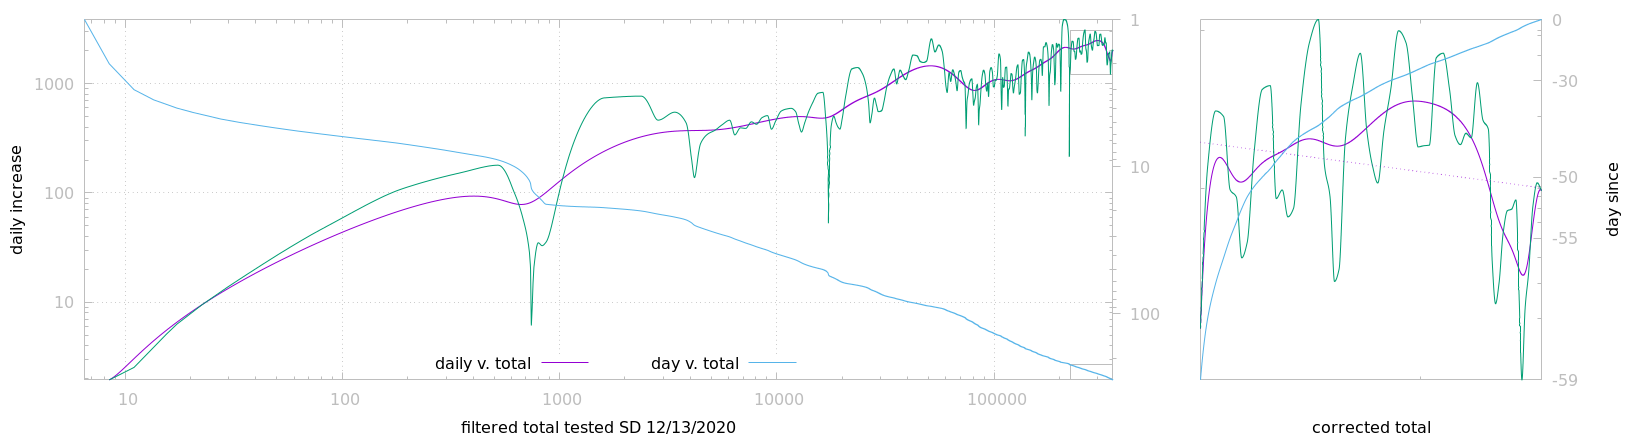 daily increase
1000
100
10
daily v. total
day v. total
10
100
1000
10000
100000
filtered total tested SD 12/13/2020
1
10
100
0
-30
-50
-55
-59
day since
corrected total